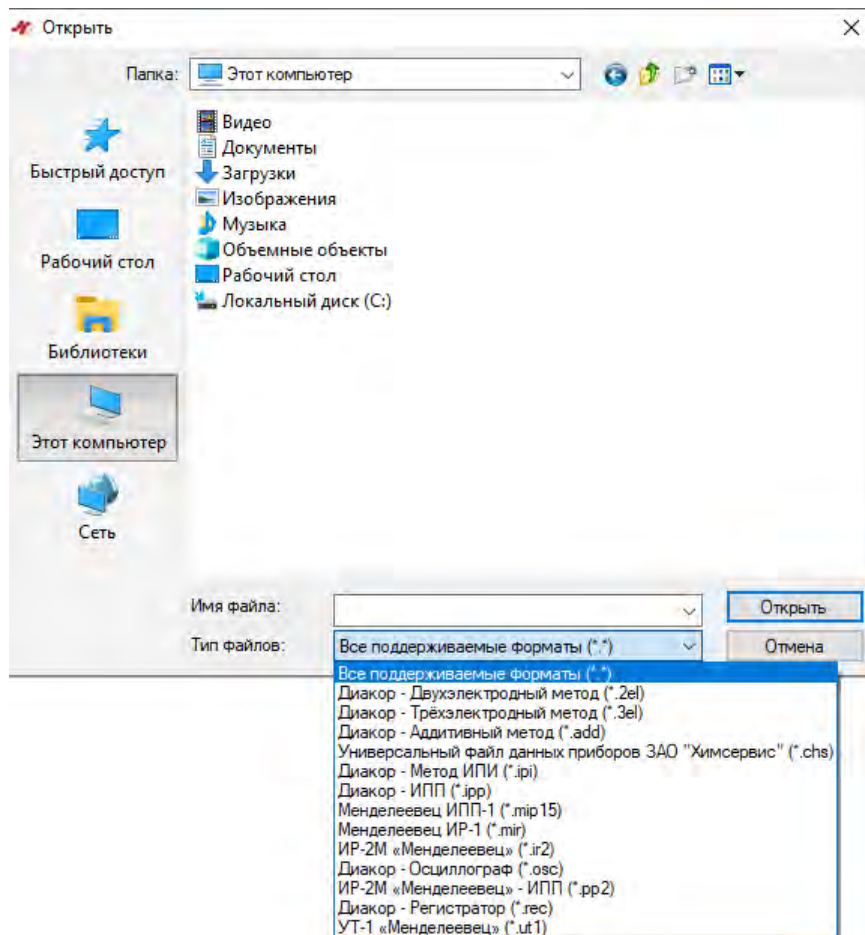 Открыть
Папка: Этот компьютер
Видео
Документы
Загрузки
Изображения
Музыка
Объемные объекты
Рабочий стол
Локальный диск (C:)
Быстрый доступ
Рабочий стол
Библиотеки
Этот компьютер
Сеть
Имя файла: Открыть
Тип файлов: Все поддерживаемые форматы (*.*) Отмена
Все поддерживаемые форматы (*.*)
Диакор - Двухэлектродный метод (*.2el)
Диакор - Трёхэлектродный метод (*.3el)
Диакор - Аддитивный метод (*.add)
Универсальный файл данных приборов ЗАО "Химсервис" (*.chs)
Диакор - Метод ИПИ (*.ipi)
Диакор - ИПП (*.ipp)
Менделеевец ИПП-1 (*.mip15)
Менделеевец ИР-1 (*.mir)
ИР-2М «Менделеевец» (*.ir2)
Диакор - Осциллограф (*.osc)
ИР-2М «Менделеевец» - ИПП (*.pp2)
Диакор - Регистратор (*.rec)
УТ-1 «Менделеевец» (*.ut1)